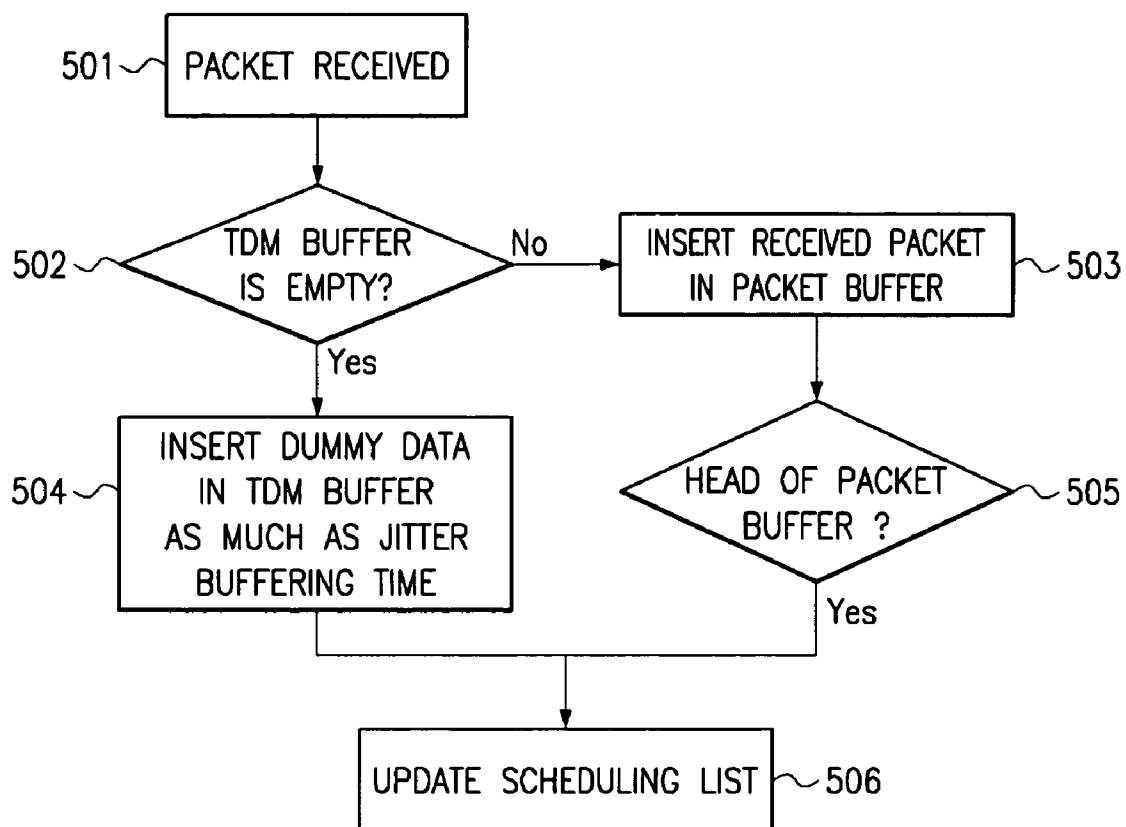 501
PACKET RECEIVED
502
TDM BUFFER
IS EMPTY?
No
INSERT RECEIVED PACKET
IN PACKET BUFFER
503
Yes
504
INSERT DUMMY DATA
IN TDM BUFFER
AS MUCH AS JITTER
BUFFERING TIME
HEAD OF PACKET
BUFFER ?
505
Yes
UPDATE SCHEDULING LIST
506